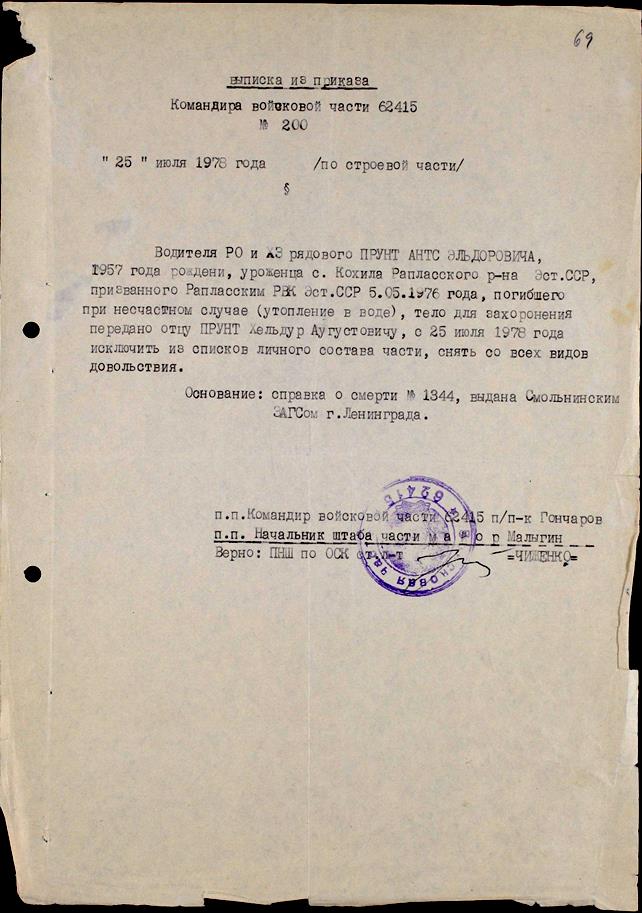 69
выписка из приказа
Командира войсковой части 62415
№ 200
" 25 " июля 1978 года /по строевой части/
§
Водителя РО и ХЗ рядового ПРУНТ АНТС ЭЛЬДОРОВИЧА,
1957 года рождени, уроженца с. Кохила Рапласского р-на Эст.ССР,
призванного Рапласским РВК Эст.ССР 5.05.1976 года, погибшего
при несчастном случае (утопление в воде), тело для захоронения
передано отцу ПРУНТ Хельдур Аугустовичу, с 25 июля 1978 года
исключить из списков личного состава части, снять со всех видов
довольствия.
Основание: справка о смерти № 1344, выдана Смольнинским
ЗАГСом г.Ленинграда.
п.п.Командир войсковой части 62415 п/п-к Гончаров
п.п. Начальник штаба части м а й о р Малыгин
Верно: ПНШ по ОСК ст.л-т =ЧИЖЕНКО=
62415